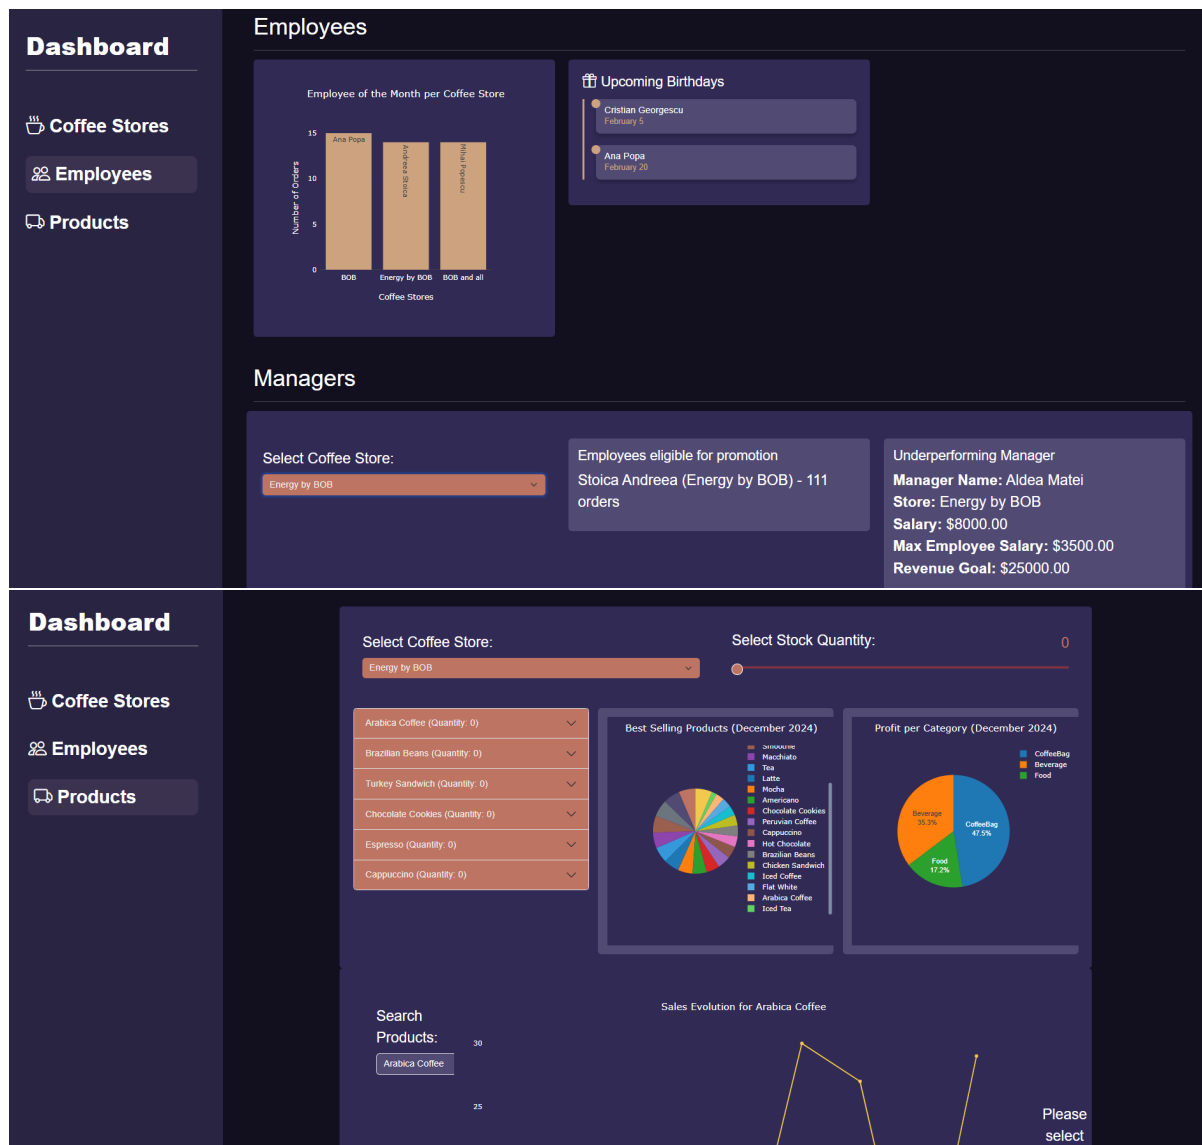 Dashboard
Coffee Stores
Employees
Products
Employees
Employee of the Month per Coffee Store
Number of Orders
15
10
5
0
Ana Popa
Andreea Stoica
Mihai Popescu
BOB
Energy by BOB
BOB and all
Coffee Stores
Upcoming Birthdays
Cristian Georgescu
February 5
Ana Popa
February 20
Managers
Select Coffee Store:
Energy by BOB
Employees eligible for promotion
Stoica Andreea (Energy by BOB) - 111
orders
Underperforming Manager
Manager Name: Aldea Matei
Store: Energy by BOB
Salary: $8000.00
Max Employee Salary: $3500.00
Revenue Goal: $25000.00
Dashboard
Coffee Stores
Employees
Products
Select Coffee Store:
Energy by BOB
Select Stock Quantity:
0
Arabica Coffee (Quantity: 0)
Brazilian Beans (Quantity: 0)
Turkey Sandwich (Quantity: 0)
Chocolate Cookies (Quantity: 0)
Espresso (Quantity: 0)
Cappuccino (Quantity: 0)
Best Selling Products (December 2024)
Smoothie
Macchiato
Tea
Latte
Mocha
Americano
Chocolate Cookies
Peruvian Coffee
Cappuccino
Hot Chocolate
Brazilian Beans
Chicken Sandwich
Iced Coffee
Flat White
Arabica Coffee
Iced Tea
Profit per Category (December 2024)
CoffeeBag
Beverage
Food
Beverage
35.3%
CoffeeBag
47.5%
Food
17.2%
Search
Products:
Arabica Coffee
Sales Evolution for Arabica Coffee
30
25
Please
select